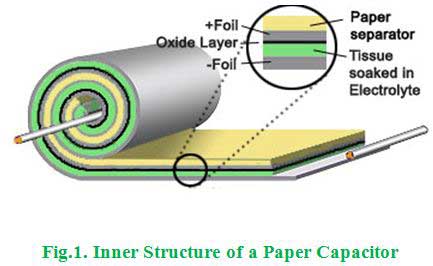 +Foil
Oxide Layer
-Foil
Paper
separator
Tissue
soaked in
Electrolyte
Fig.1. Inner Structure of a Paper Capacitor